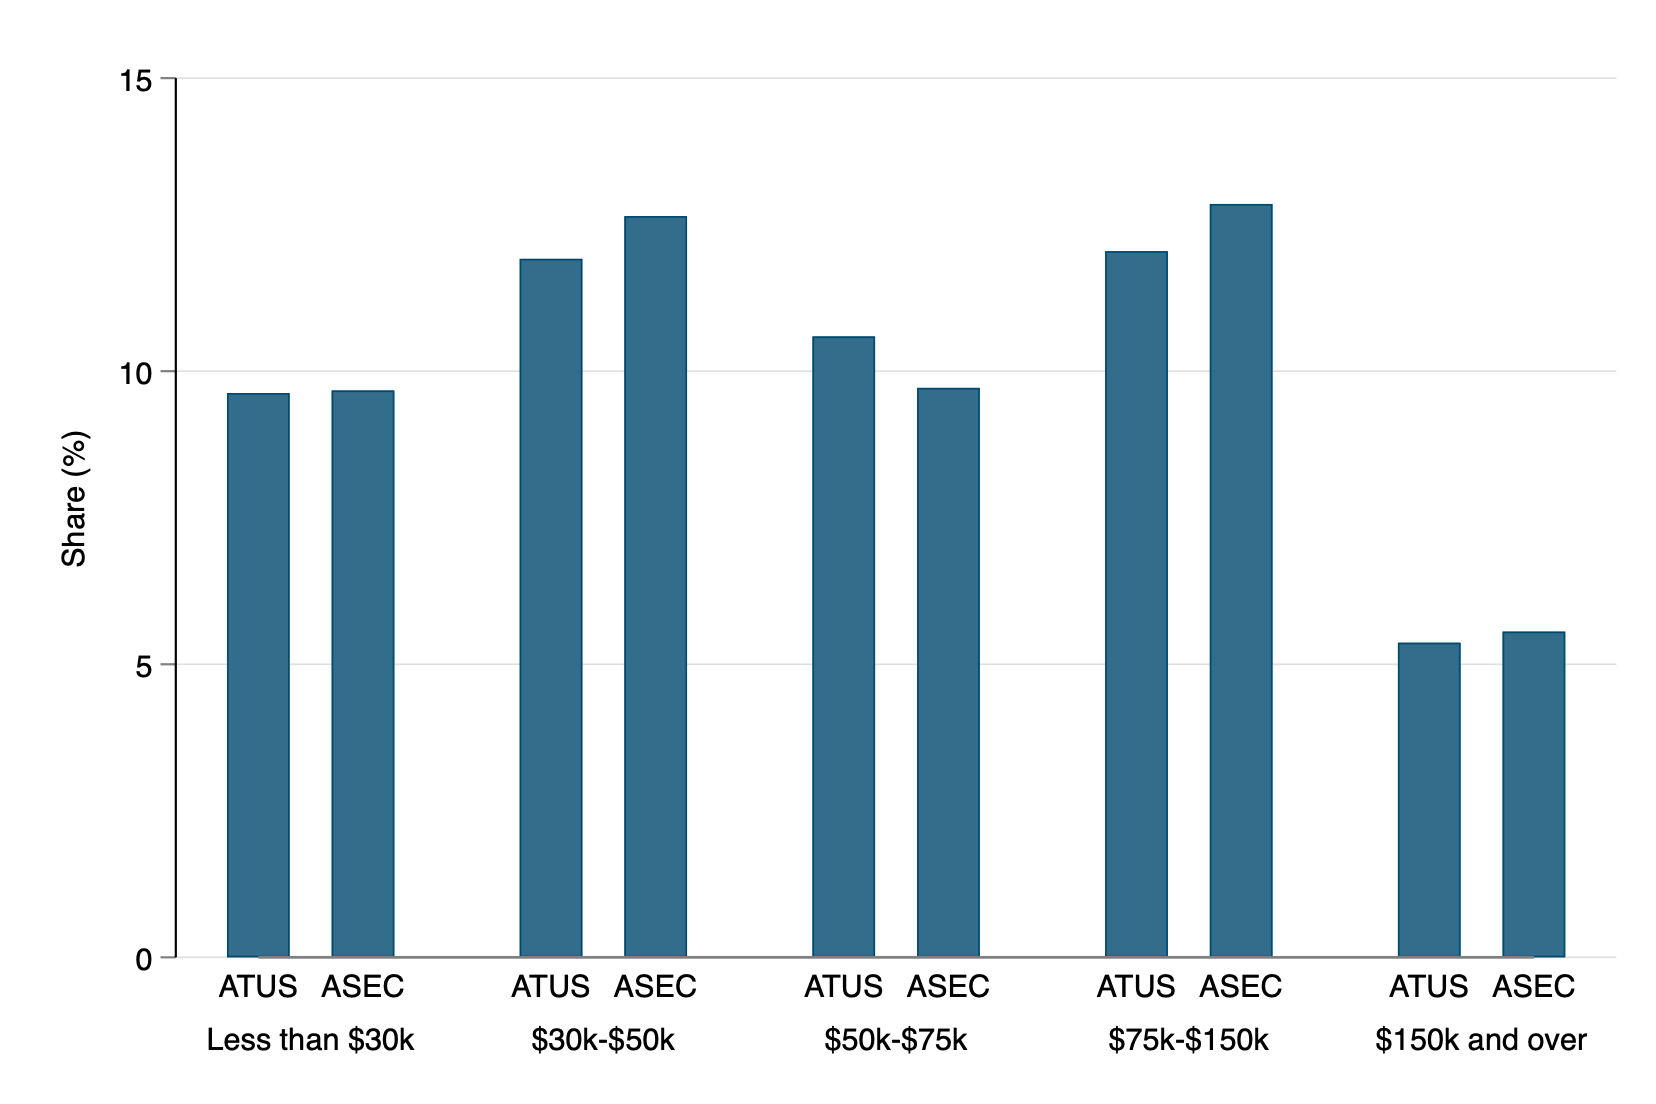 15
10
5
0
Share (%)
ATUS ASEC ATUS ASEC ATUS ASEC ATUS ASEC ATUS ASEC
Less than $30k $30k-$50k $50k-$75k $75k-$150k $150k and over